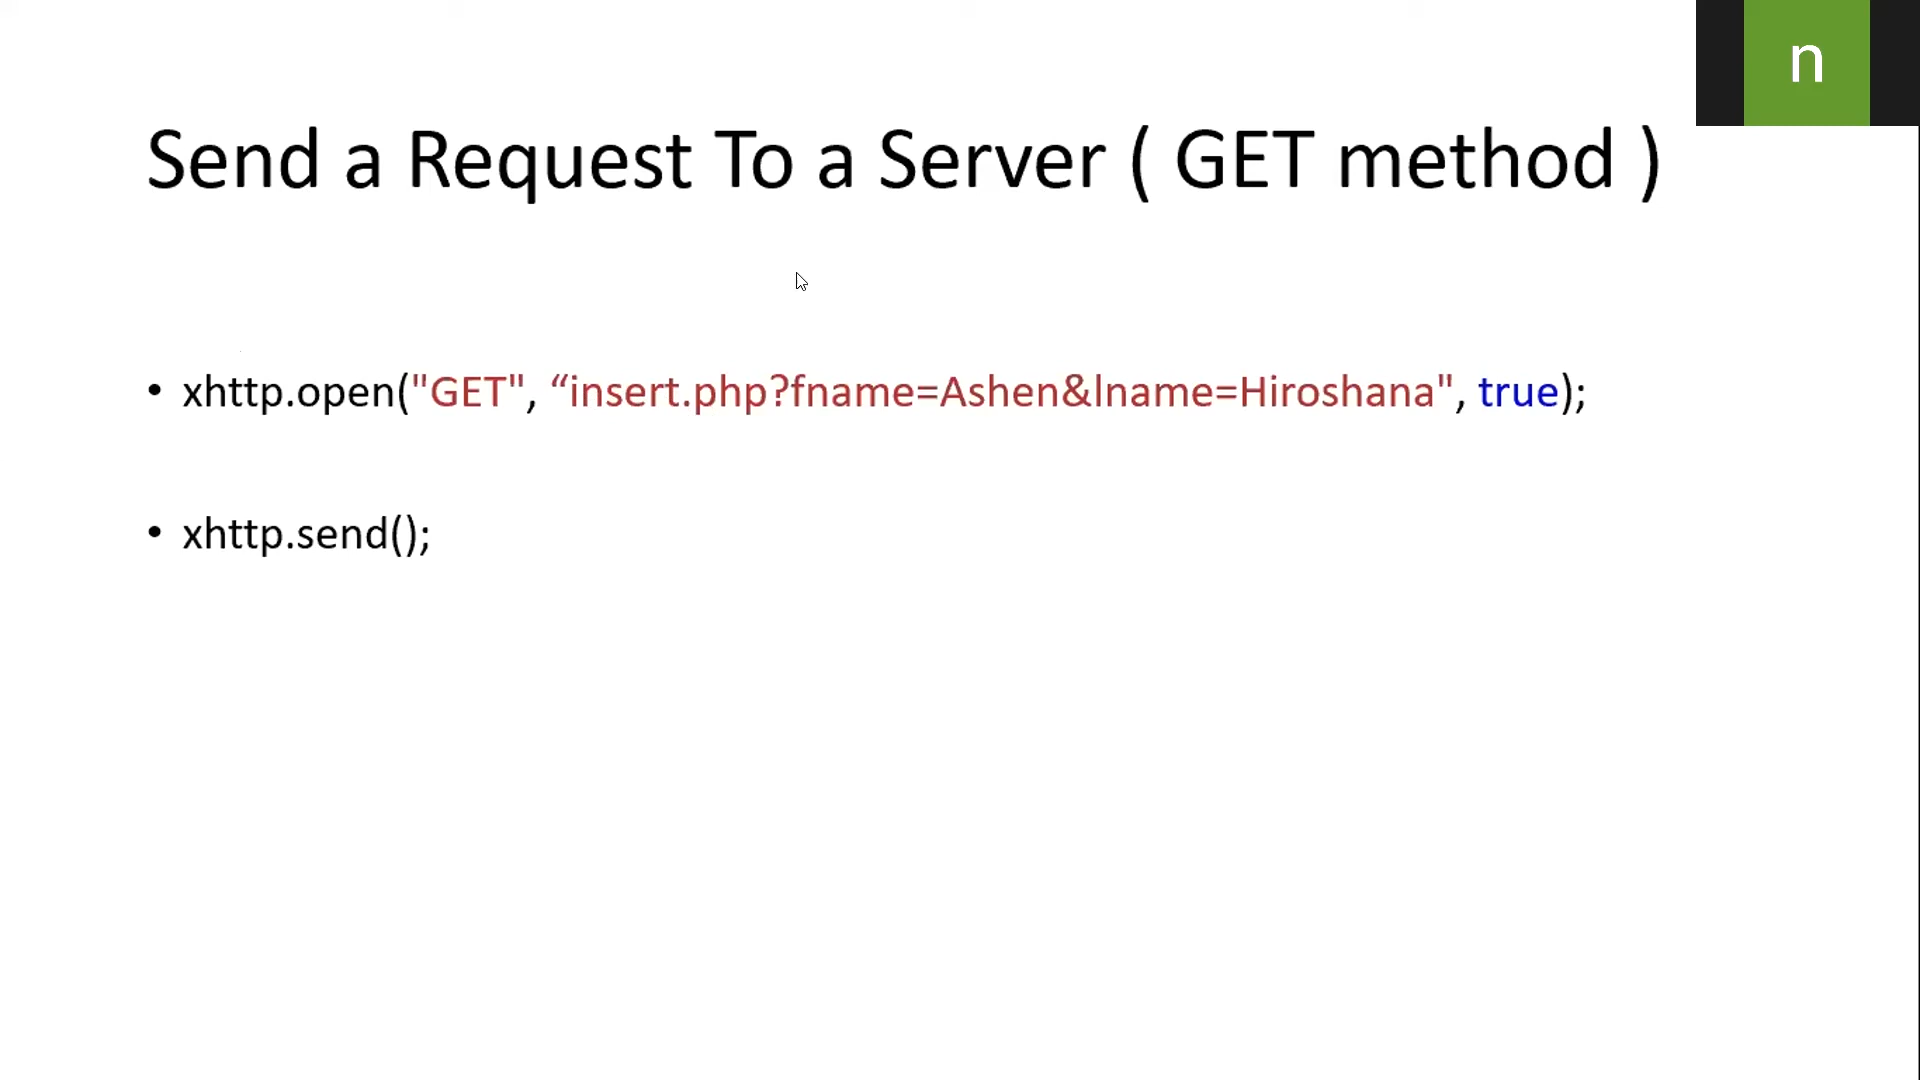 n
Send a Request To a Server ( GET method )
• xhttp.open("GET", “insert.php?fname=Ashen&lname=Hiroshana", true);
• xhttp.send();